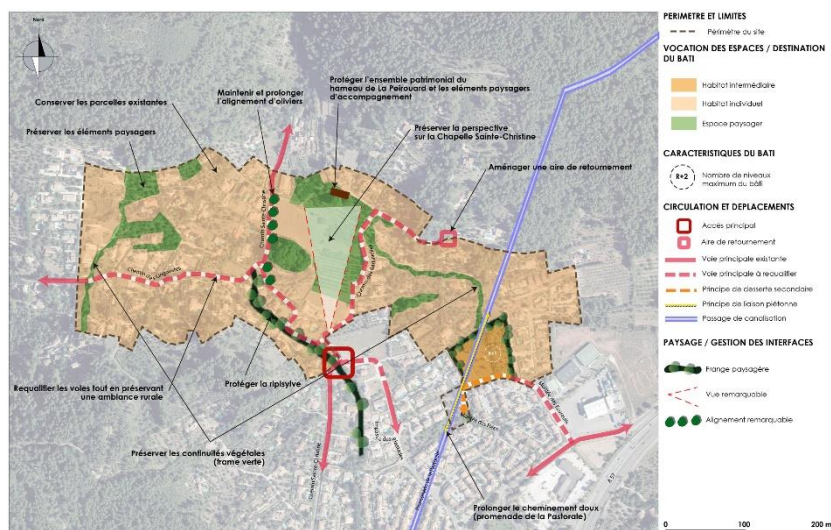 Nord
Conserver les parcelles existantes
Préserver les éléments paysagers
Maintenir et prolonger
l'alignement d'oliviers
Protéger l'ensemble patrimonial du
hameau de La Peirouard et les éléments paysagers
d'accompagnement
Préserver la perspective
sur la Chapelle Sainte-Christine
Aménager une aire de retournement
Chemin Sainte-Christine
Requalifier les voies tout en préservant
une ambiance rurale
Protéger la ripisylve
Préserver les continuités végétales
(trame verte)
Prolonger le cheminement doux
(promenade de la Pastorale)
PERIMETRE ET LIMITES
Périmètre du site
VOCATION DES ESPACES / DESTINATION
DU BATI
Habitat intermédiaire
Habitat individuel
Espace paysager
CARACTERISTIQUES DU BATI
R+2
Nombre de niveaux
maximum du bâti
CIRCULATION ET DEPLACEMENTS
Accès principal
Aire de retournement
Voie principale existante
Voie principale à requalifier
Principe de desserte secondaire
Principe de liaison piétonne
Passage de canalisation
PAYSAGE / GESTION DES INTERFACES
Frange paysagère
Vue remarquable
Alignement remarquable
0 100 200 m